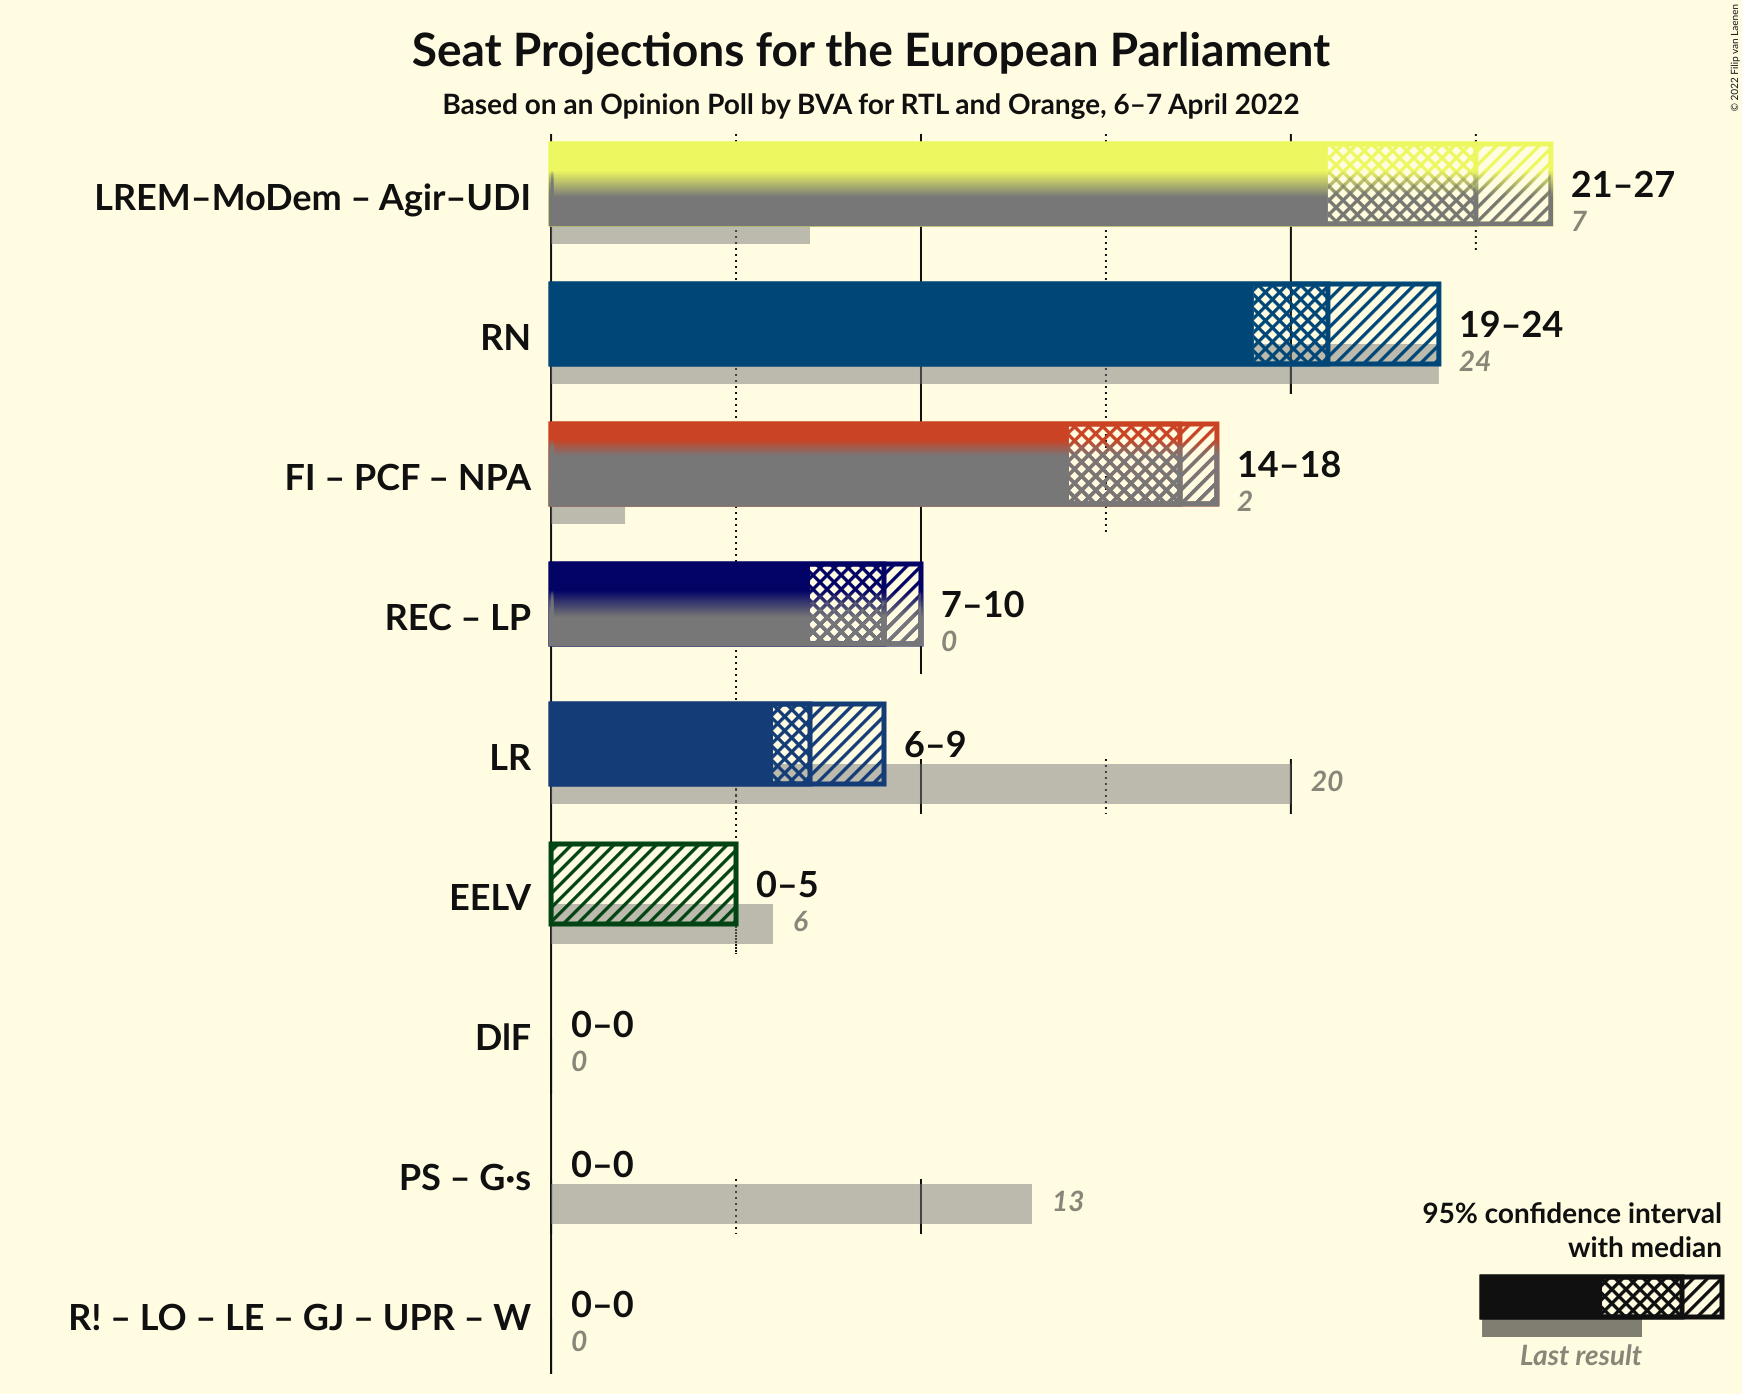 Seat Projections for the European Parliament
Based on an Opinion Poll by BVA for RTL and Orange, 6–7 April 2022
© 2022 Filip van Laenen
LREM–MoDem – Agir–UDI
21–27
7
RN
19–24
24
FI – PCF – NPA
14–18
2
REC – LP
7–10
0
LR
6–9
20
EELV
0–5
6
DlF
0–0
0
PS – G·s
0–0
13
R! – LO – LE – GJ – UPR – W
0–0
0
95% confidence interval
with median
Last result